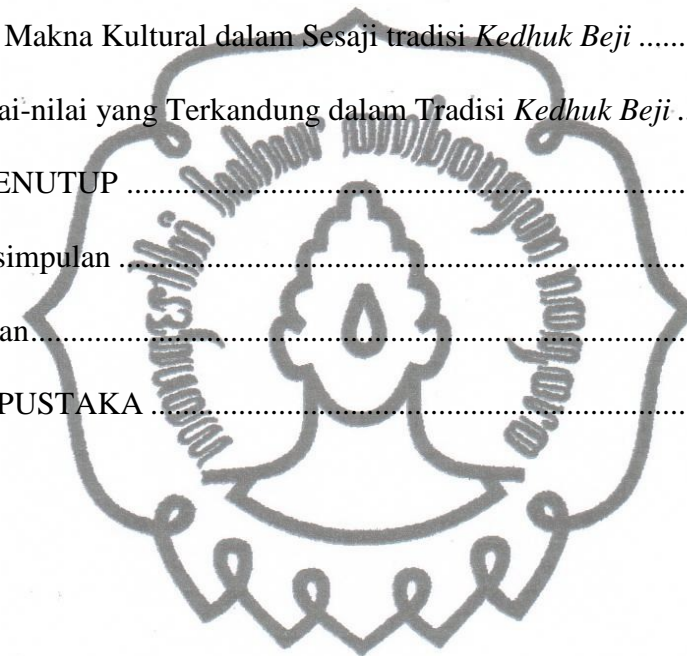 Makna Kultural dalam Sesaji tradisi Kedhuk Beji ......
ai-nilai yang Terkandung dalam Tradisi Kedhuk Beji ..
ENUTUP ..........................................................................................
simpulan ..........................................................................................
an..........................................................................................
PUSTAKA ..........................................................................................